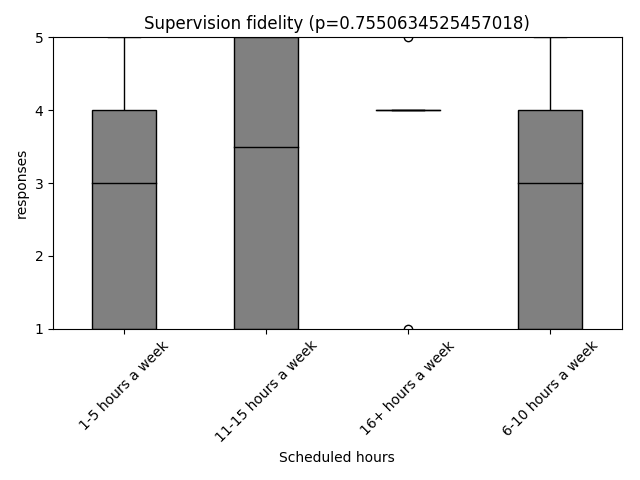 Supervision fidelity (p=0.7550634525457018)
5
4
3
2
1
responses
1-5 hours a week
11-15 hours a week
16+ hours a week
6-10 hours a week
Scheduled hours